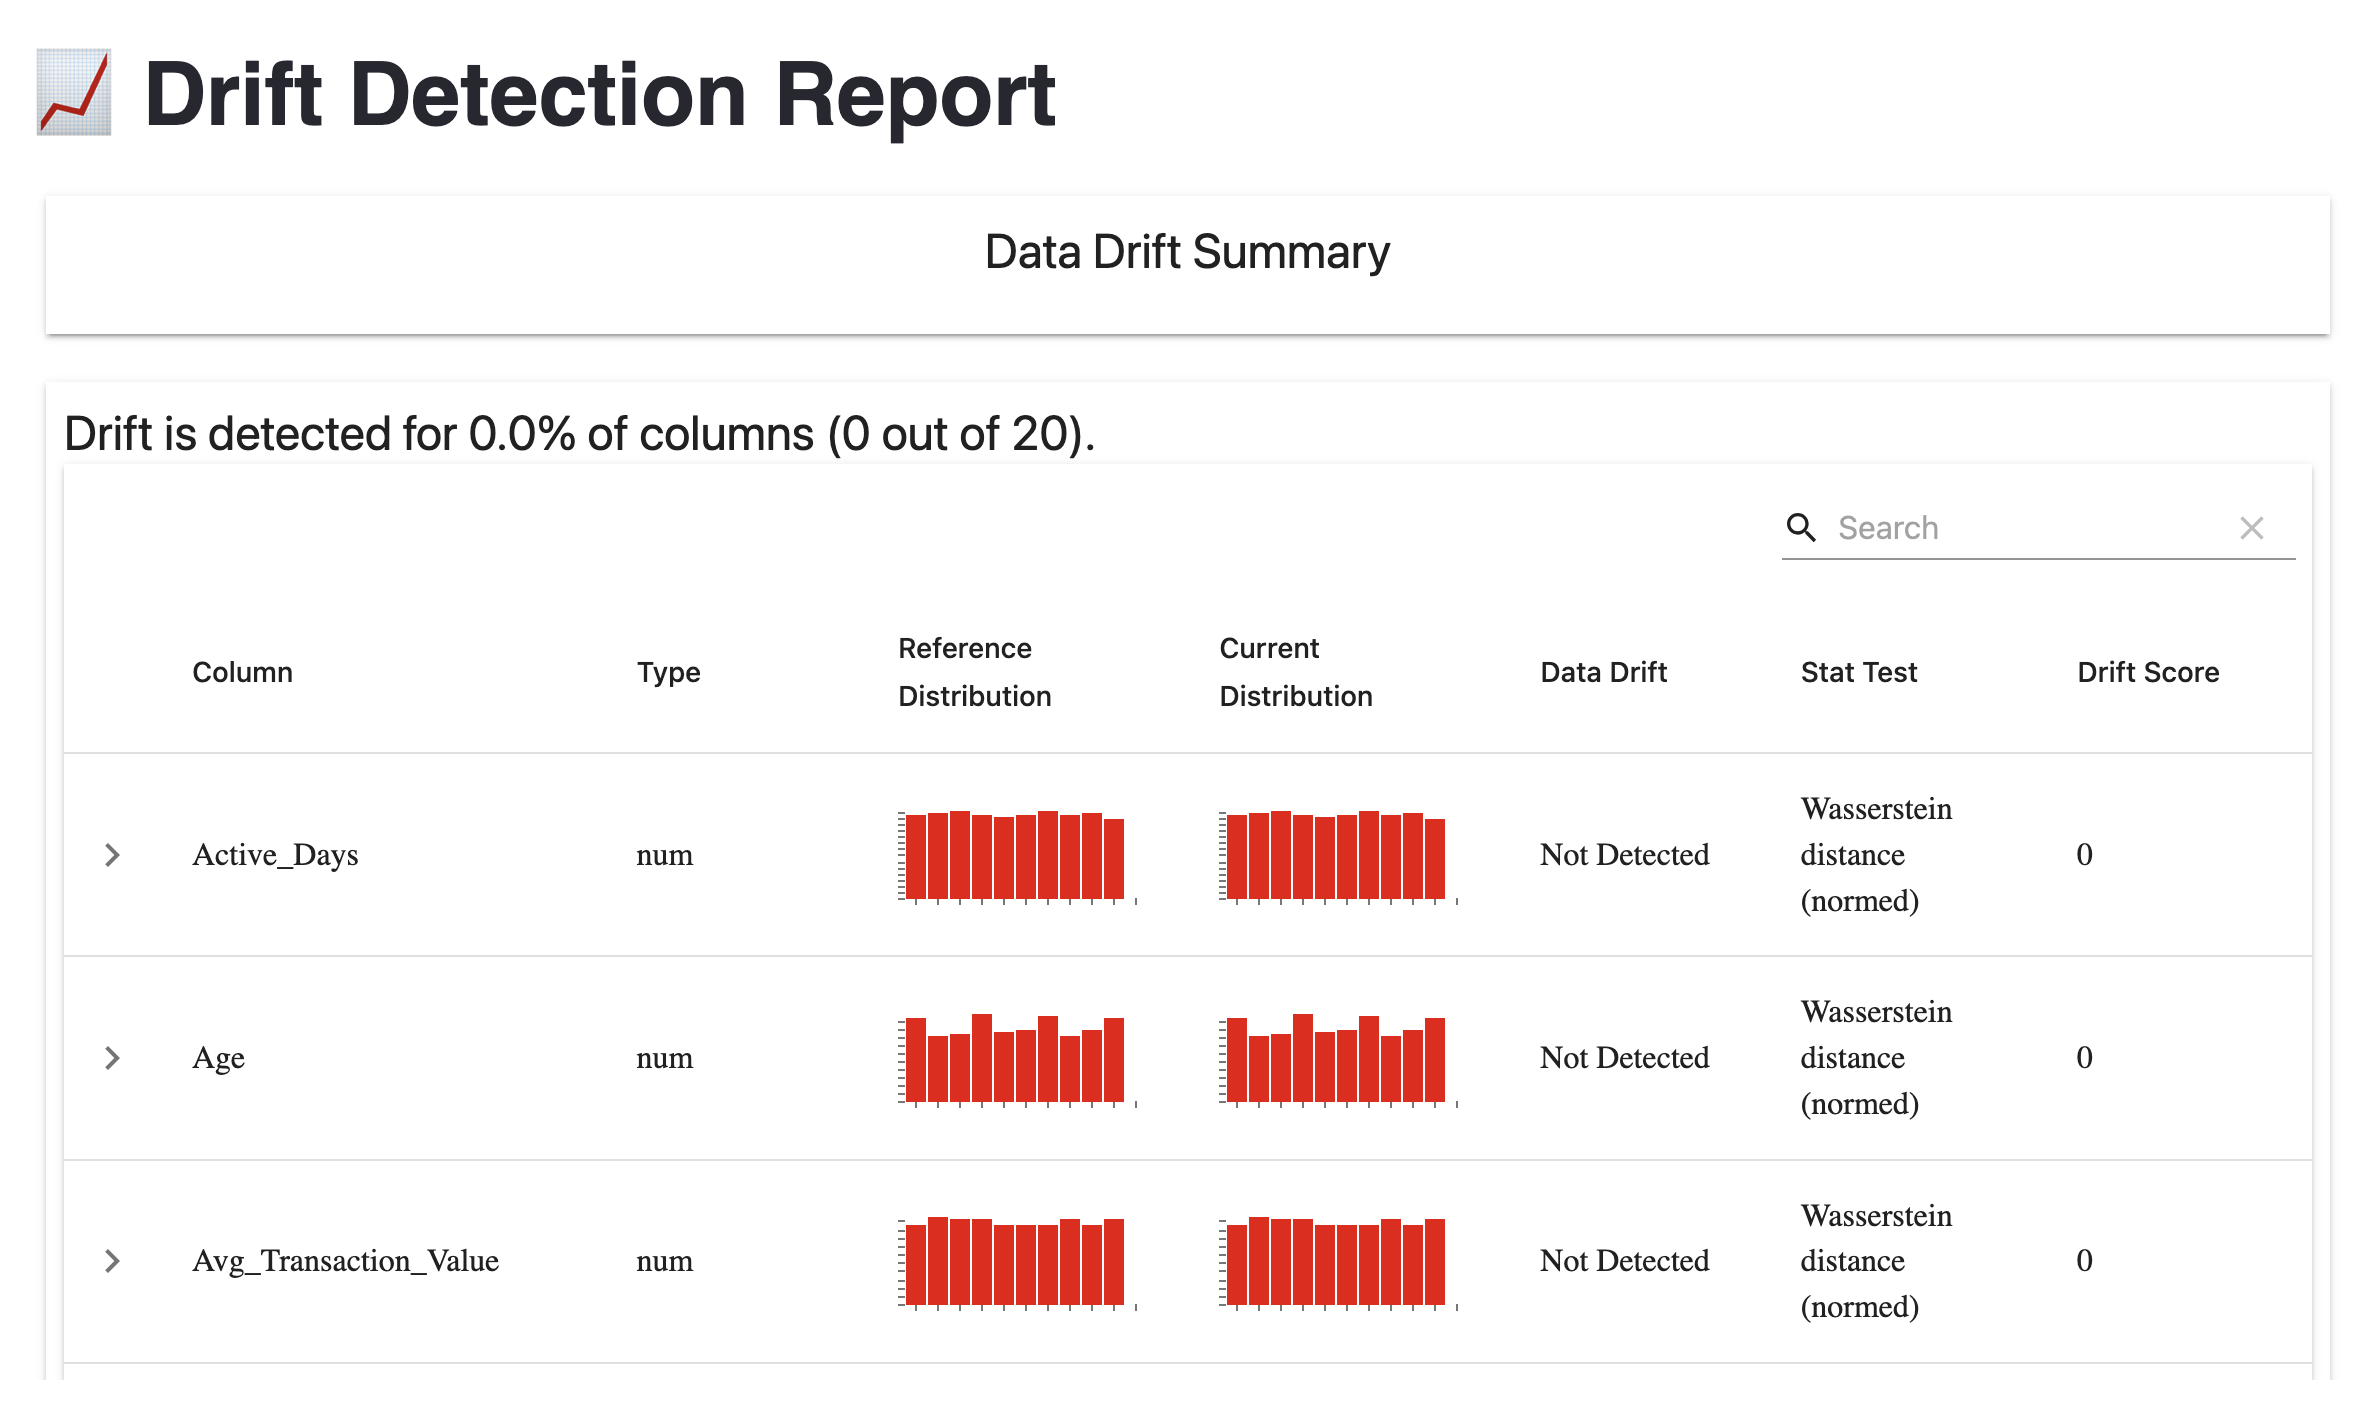 Drift Detection Report
Data Drift Summary
Drift is detected for 0.0% of columns (0 out of 20).
Search
Column Type Reference Distribution Current Distribution Data Drift Stat Test Drift Score
Active_Days num Not Detected Wasserstein distance (normed) 0
Age num Not Detected Wasserstein distance (normed) 0
Avg_Transaction_Value num Not Detected Wasserstein distance (normed) 0